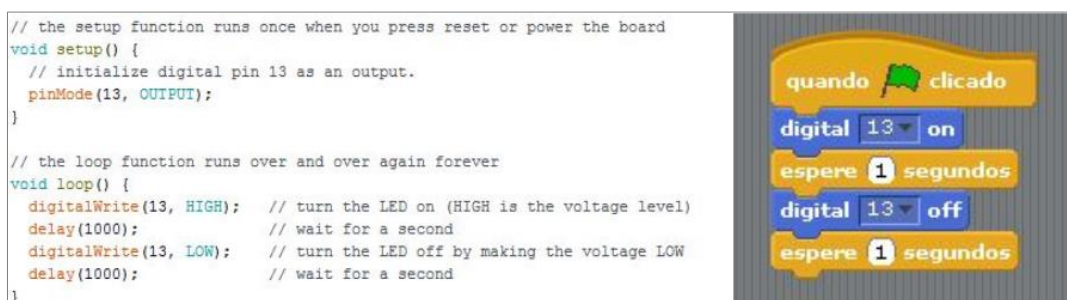 // the setup function runs once when you press reset or power the board
void setup() {
  // initialize digital pin 13 as an output.
  pinMode(13, OUTPUT);
}

// the loop function runs over and over again forever
void loop() {
  digitalWrite(13, HIGH);   // turn the LED on (HIGH is the voltage level)
  delay(1000);              // wait for a second
  digitalWrite(13, LOW);    // turn the LED off by making the voltage LOW
  delay(1000);              // wait for a second
}
quando clicado
digital 13 on
espere 1 segundos
digital 13 off
espere 1 segundos